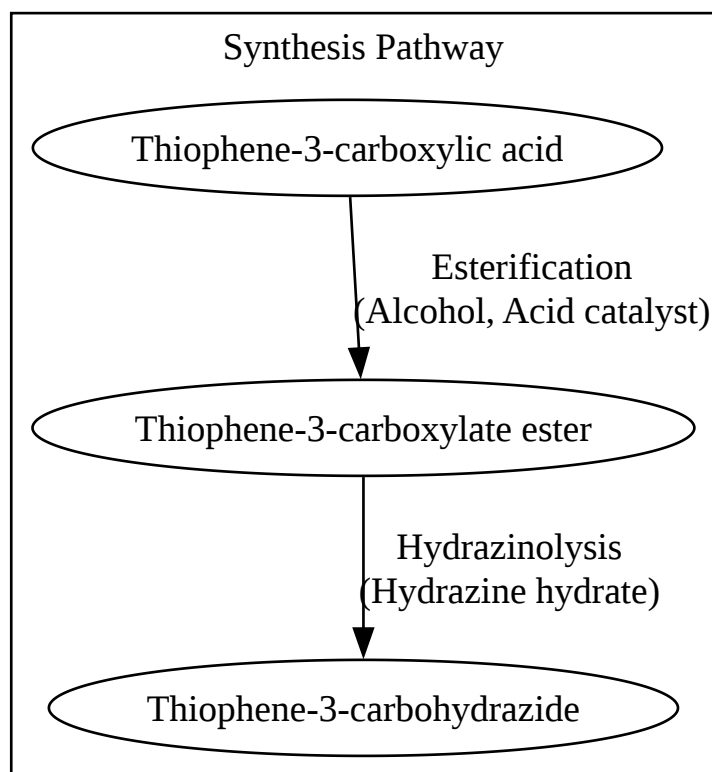 Synthesis Pathway
Thiophene-3-carboxylic acid
Esterification
(Alcohol, Acid catalyst)
Thiophene-3-carboxylate ester
Hydrazinolysis
(Hydrazine hydrate)
Thiophene-3-carbohydrazide